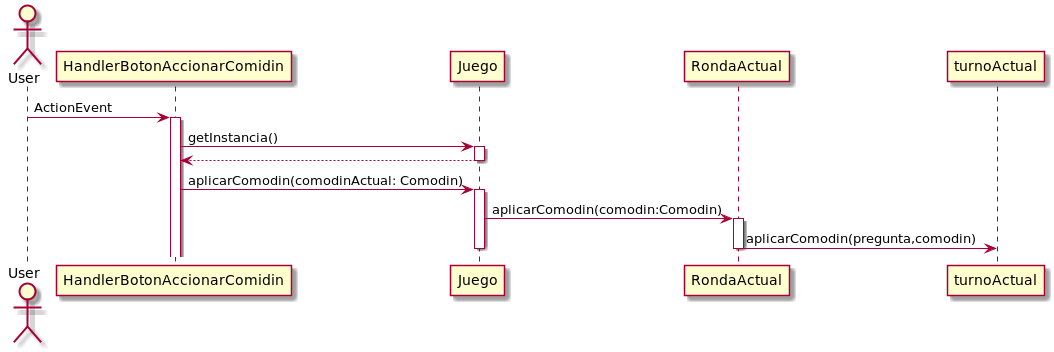 User
HandlerBotonAccionarComidin
Juego
RondaActual
turnoActual
ActionEvent
getInstancia()
aplicarComodin(comodinActual: Comodin)
aplicarComodin(comodin:Comodin)
aplicarComodin(pregunta,comodin)
User
HandlerBotonAccionarComidin
Juego
RondaActual
turnoActual